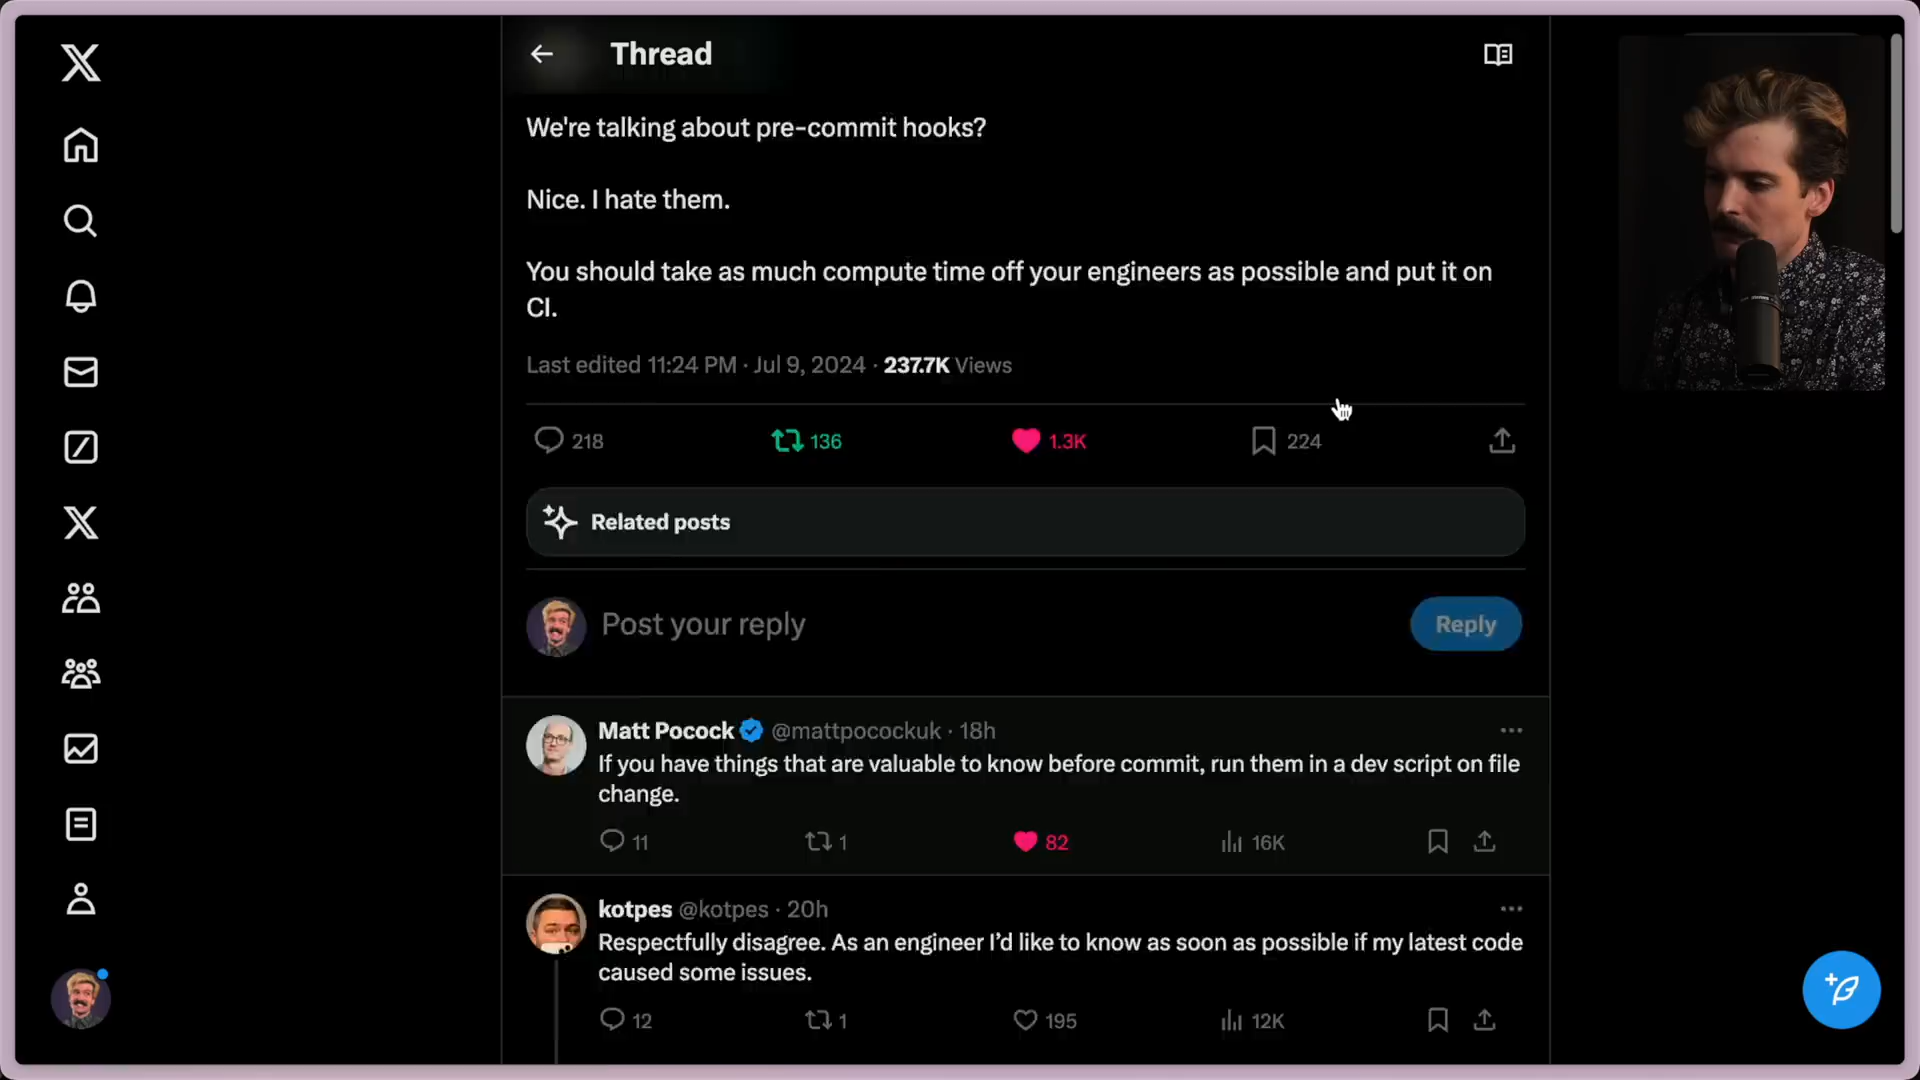 Thread
We're talking about pre-commit hooks?
Nice. I hate them.
You should take as much compute time off your engineers as possible and put it on
CI.
Last edited 11:24 PM · Jul 9, 2024 · 237.7K Views
218 136 1.3K 224
Related posts
Post your reply
Reply
Matt Pocock @mattpocockuk · 18h
If you have things that are valuable to know before commit, run them in a dev script on file
change.
11 1 82 16K
kotpes @kotpes · 20h
Respectfully disagree. As an engineer I'd like to know as soon as possible if my latest code
caused some issues.
12 1 195 12K